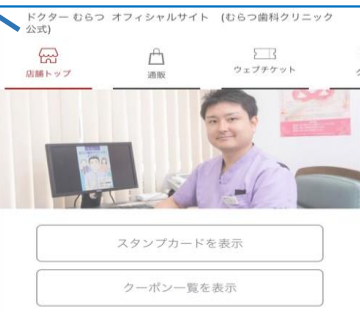 ドクター むらつ オフィシャルサイト (むらつ歯科クリニック
公式)
店舗トップ
通販
ウェブチケット
スタンプカードを表示
クーポン一覧を表示